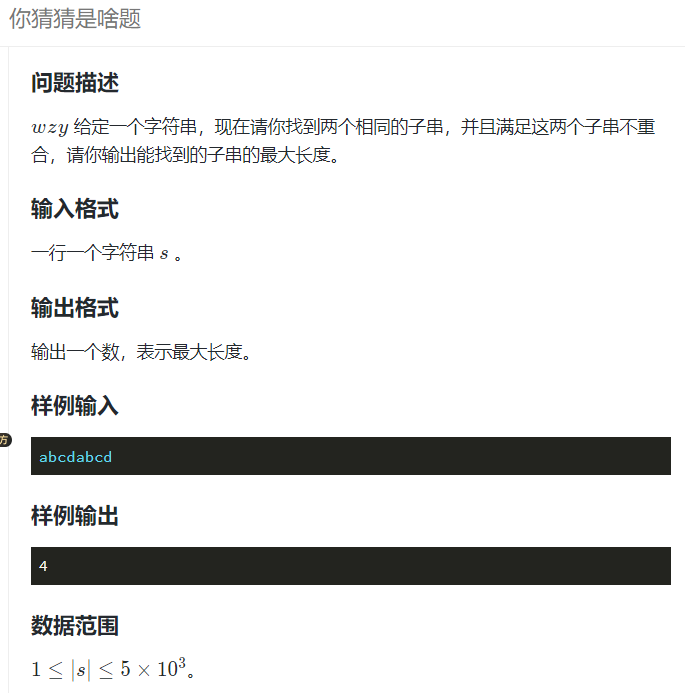 你猜猜是啥题
问题描述
wzy 给定一个字符串，现在请你找到两个相同的子串，并且满足这两个子串不重
合，请你输出能找到的子串的最大长度。
输入格式
一行一个字符串 s 。
输出格式
输出一个数，表示最大长度。
样例输入
方
abcdabcd
样例输出
4
数据范围
1 ≤ |s| ≤ 5 × 10³。